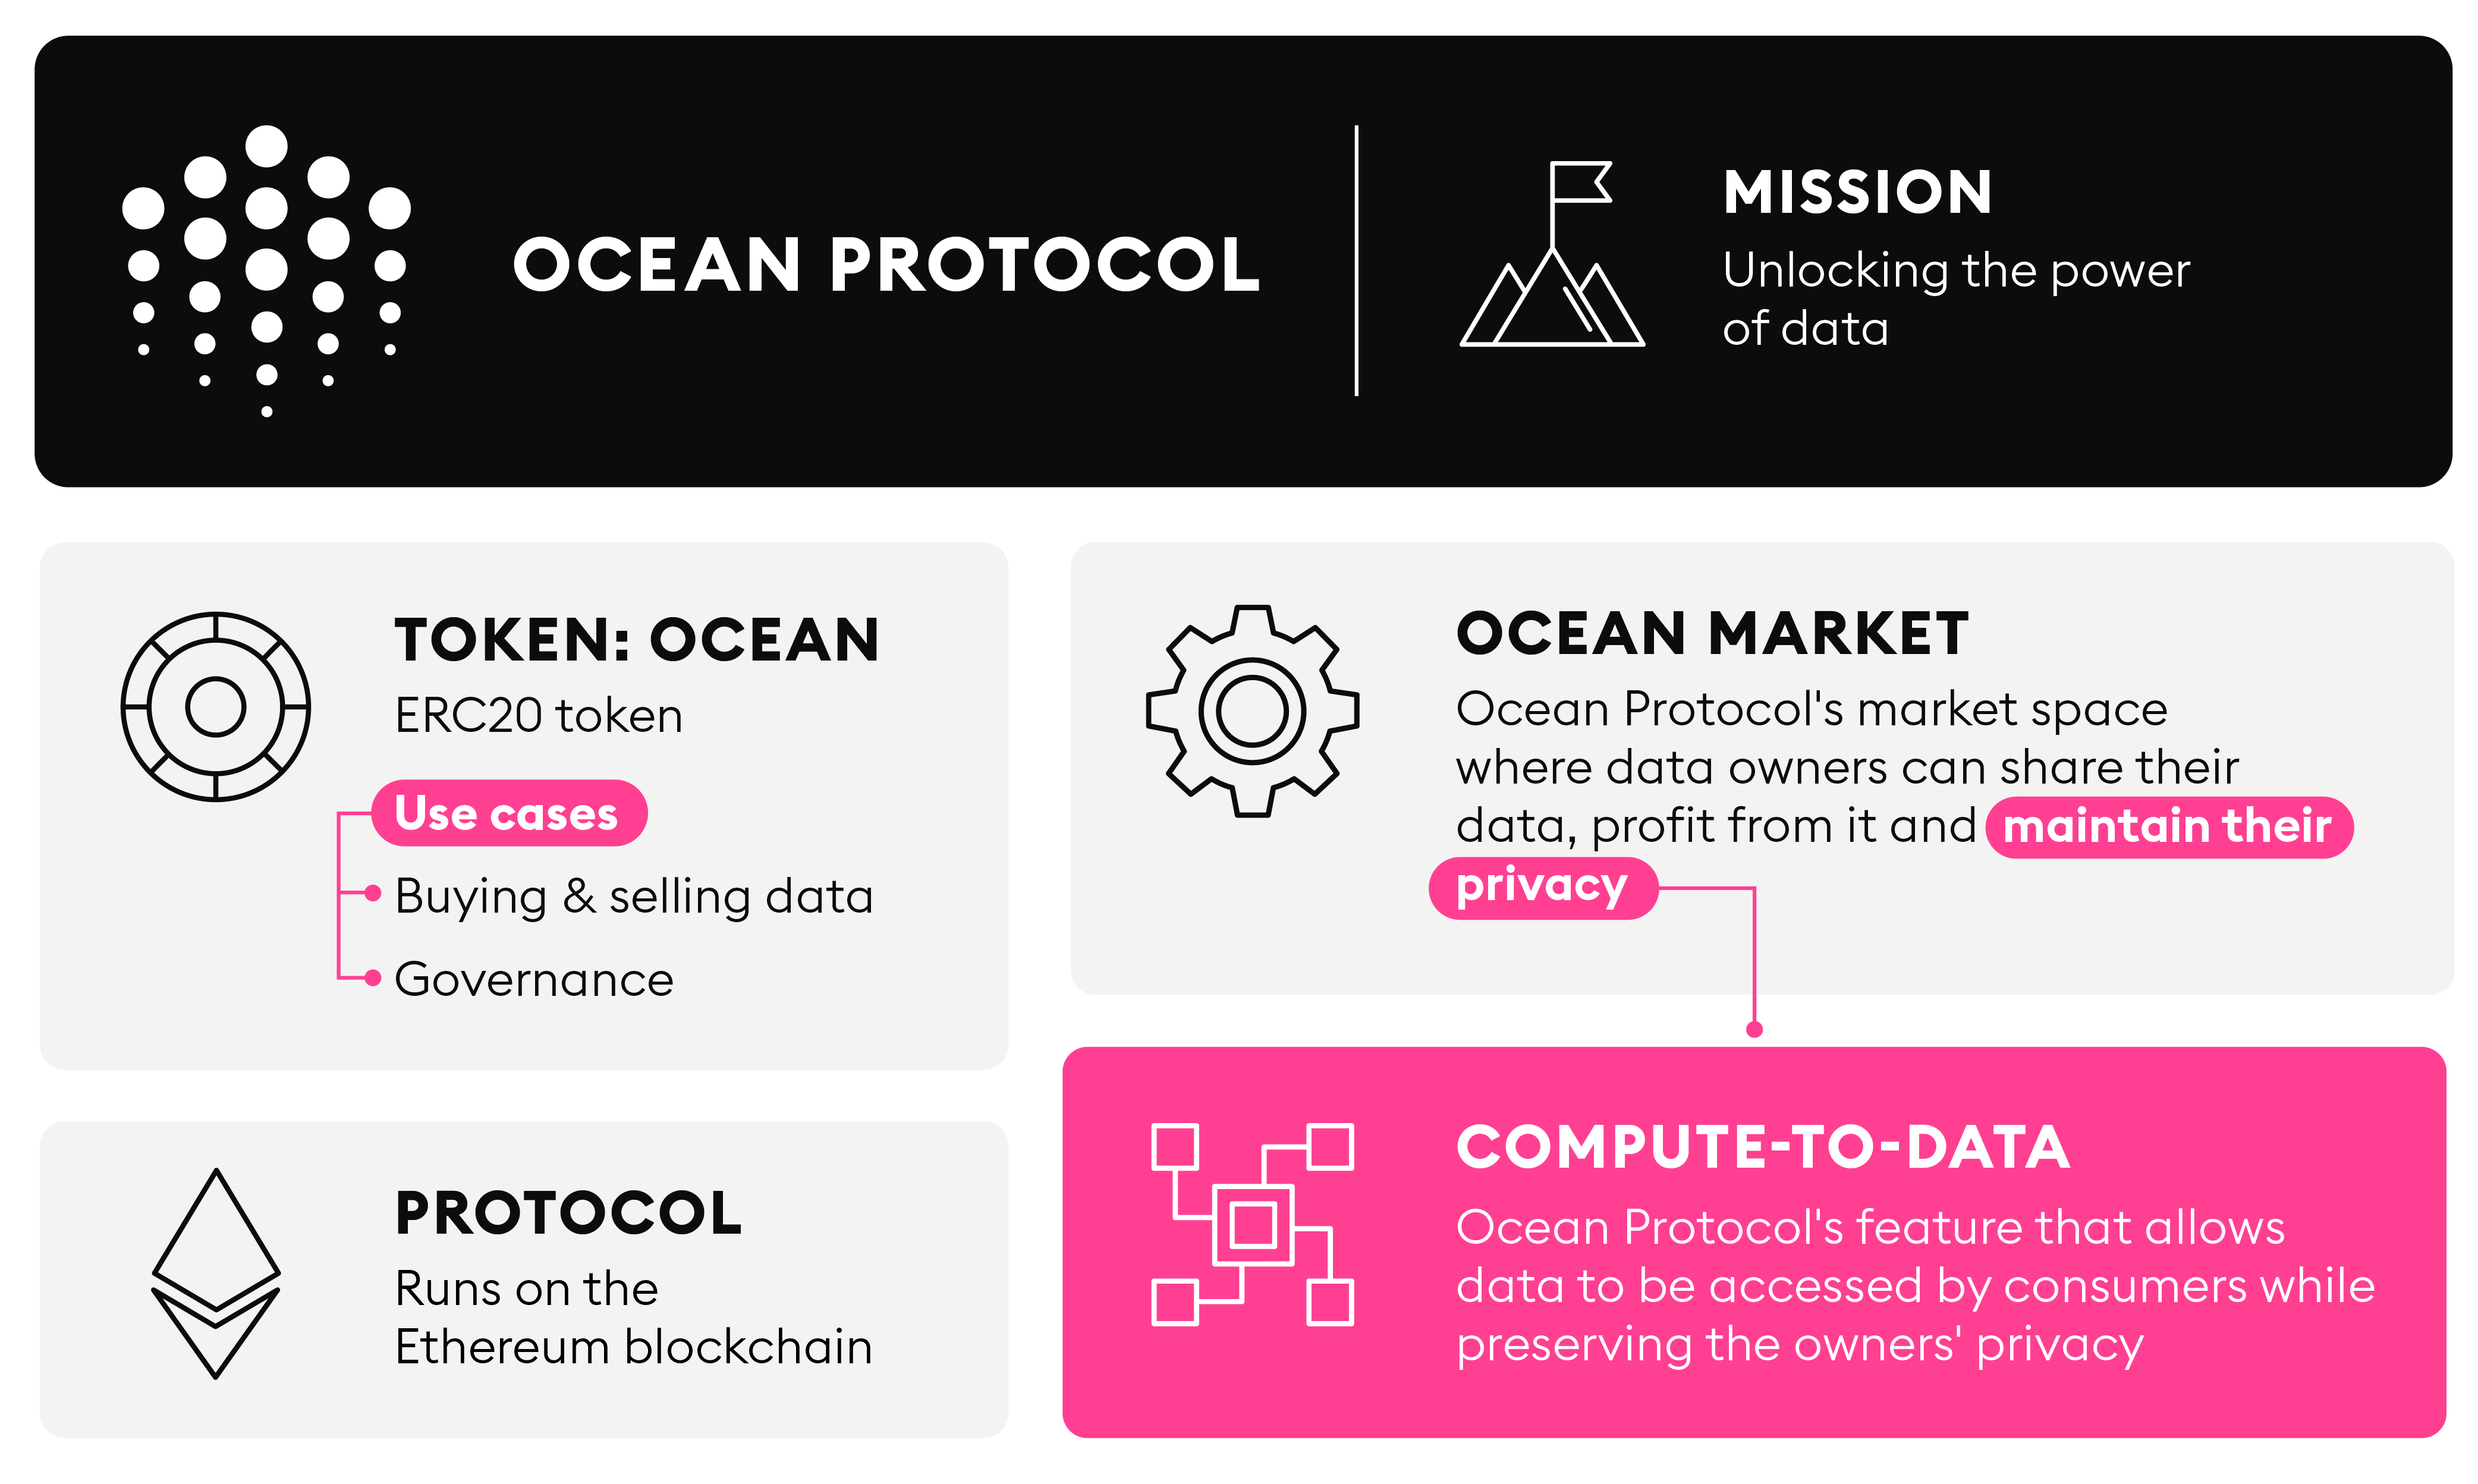 OCEAN PROTOCOL
MISSION
Unlocking the power
of data
TOKEN: OCEAN
ERC20 token
Use cases
Buying & selling data
Governance
PROTOCOL
Runs on the
Ethereum blockchain
OCEAN MARKET
Ocean Protocol's market space
where data owners can share their
data, profit from it and maintain their
privacy
COMPUTE-TO-DATA
Ocean Protocol's feature that allows
data to be accessed by consumers while
preserving the owners' privacy